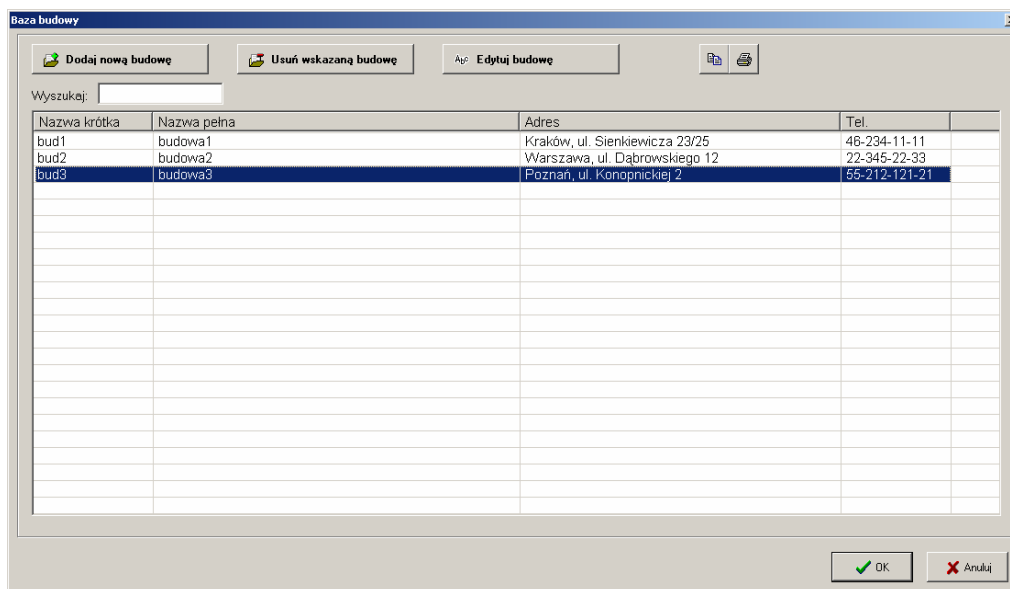 Baza budowy
Dodaj nową budowę Usuń wskazaną budowę Abc Edytuj budowę
Wyszukaj:
Nazwa krótka Nazwa pełna Adres Tel.
bud1 budowa1 Kraków, ul. Sienkiewicza 23/25 46-234-11-11
bud2 budowa2 Warszawa, ul. Dąbrowskiego 12 22-345-22-33
bud3 budowa3 Poznań, ul. Konopnickiej 2 55-212-121-21
OK Anuluj